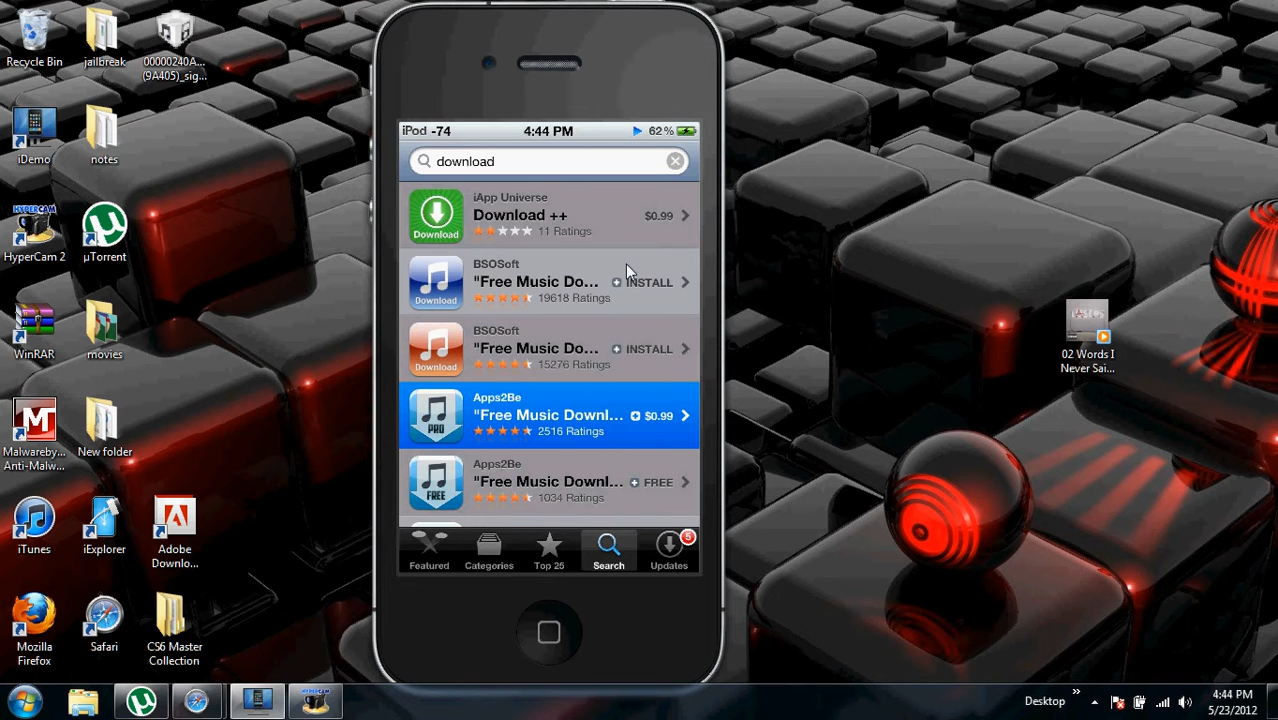 Recycle Bin
jailbreak
00000240A...
(9A405)_sig...
iDemo
notes
HyperCam 2
µTorrent
WinRAR
movies
Malwareby...
Anti-Malw...
New folder
iTunes
iExplorer
Adobe
Downlo...
Mozilla
Firefox
Safari
CS6 Master
Collection
iPod -74
4:44 PM
62%
download
iApp Universe
Download ++
$0.99
11 Ratings
Download
BSOSoft
"Free Music Do...
INSTALL
19618 Ratings
Download
BSOSoft
"Free Music Do...
INSTALL
15276 Ratings
Download
Apps2Be
"Free Music Downl...
$0.99
2516 Ratings
PRO
Apps2Be
"Free Music Downl...
FREE
1034 Ratings
FREE
Featured
Categories
Top 25
Search
Updates
5
02 Words I
Never Sai...
HYPERCAM
HYPERCAM
Desktop
4:44 PM
5/23/2012